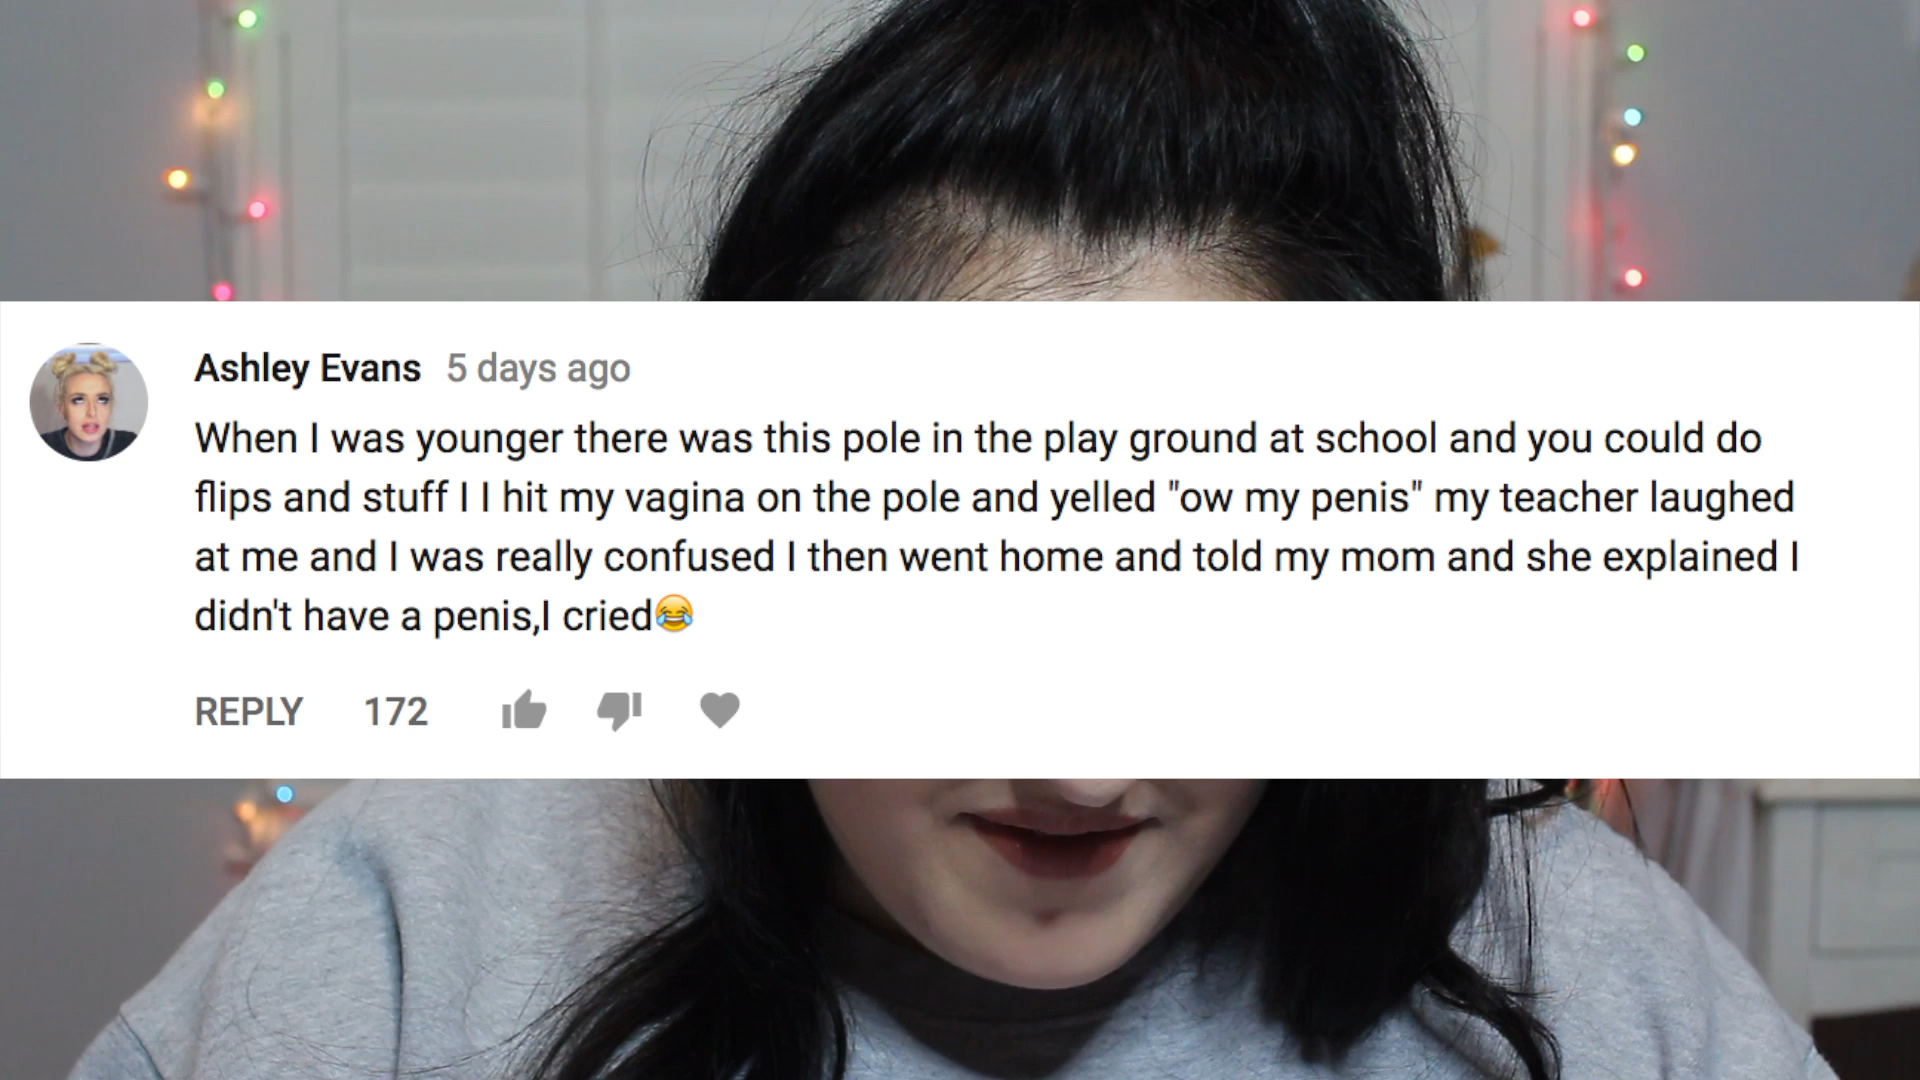 Ashley Evans 5 days ago
When I was younger there was this pole in the play ground at school and you could do
flips and stuff I I hit my vagina on the pole and yelled "ow my penis" my teacher laughed
at me and I was really confused I then went home and told my mom and she explained I
didn't have a penis,I cried😂
REPLY 172